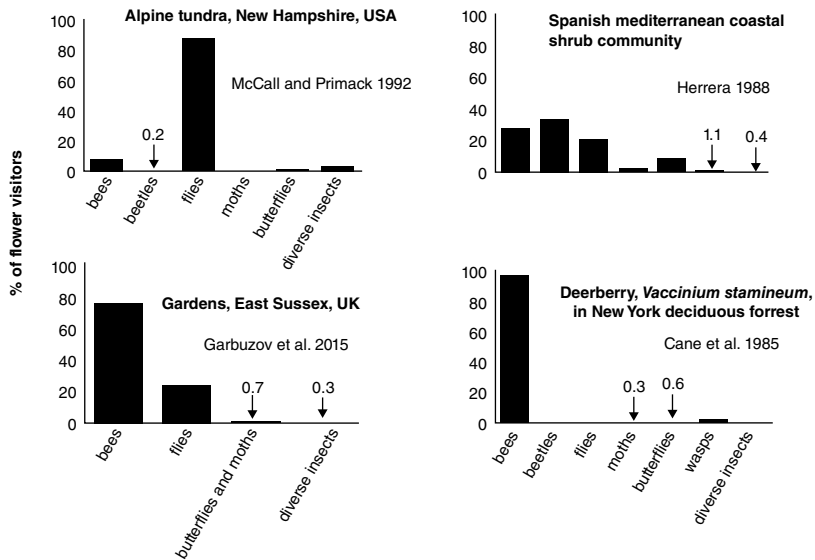 % of flower visitors
Alpine tundra, New Hampshire, USA
McCall and Primack 1992
100
80
60
40
20
0
0.2
bees
beetles
flies
moths
butterflies
diverse insects
Spanish mediterranean coastal
shrub community
Herrera 1988
100
80
60
40
20
0
1.1
0.4
Gardens, East Sussex, UK
Garbuzov et al. 2015
100
80
60
40
20
0
0.7
0.3
bees
flies
butterflies and moths
diverse insects
Deerberry, Vaccinium stamineum,
in New York deciduous forrest
Cane et al. 1985
100
80
60
40
20
0
0.3
0.6
bees
beetles
flies
moths
butterflies
wasps
diverse insects